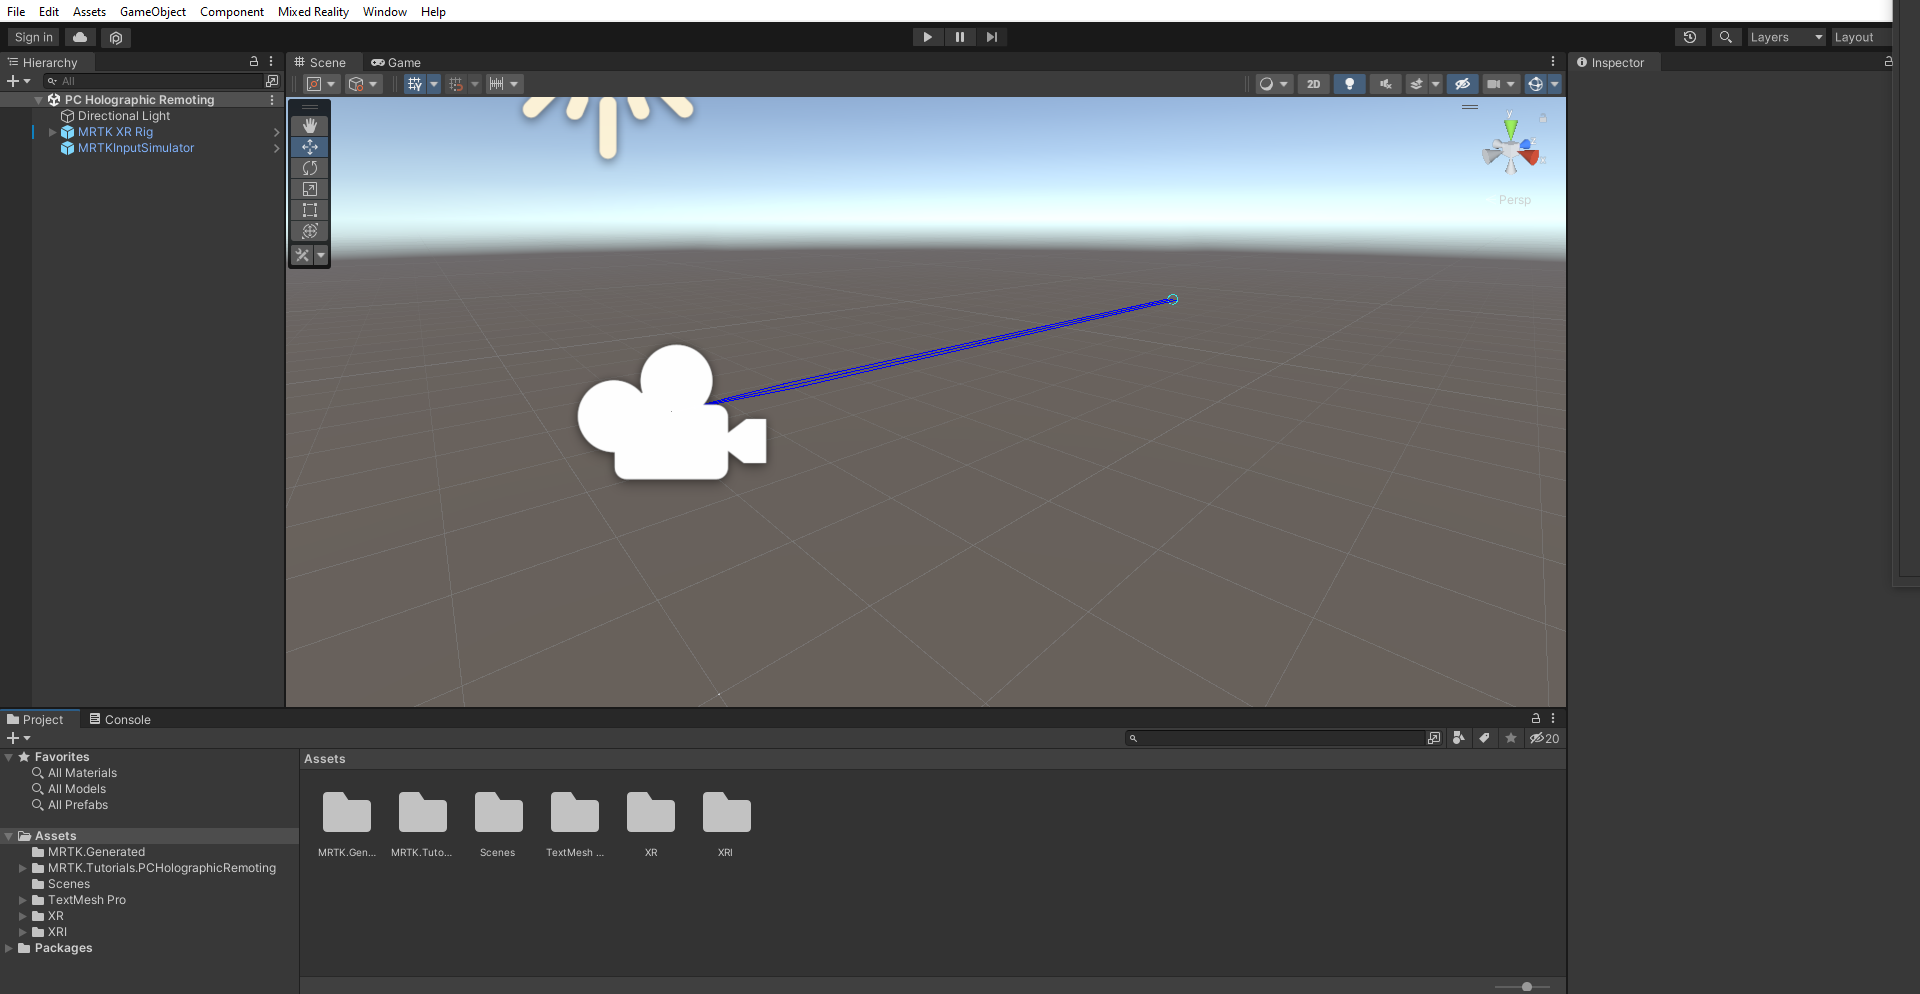 File Edit Assets GameObject Component Mixed Reality Window Help
Sign in Layers Layout
Hierarchy Scene Game Inspector
All
2D
PC Holographic Remoting
Directional Light
MRTK XR Rig
MRTKInputSimulator
y
x
Persp
Project Console
20
Favorites
All Materials
All Models
All Prefabs
Assets
MRTK.Generated
MRTK.Tutorials.PCHolographicRemoting
Scenes
TextMesh Pro
XR
XRI
Packages
Assets
MRTK.Gen... MRTK.Tuto... Scenes TextMesh ... XR XRI